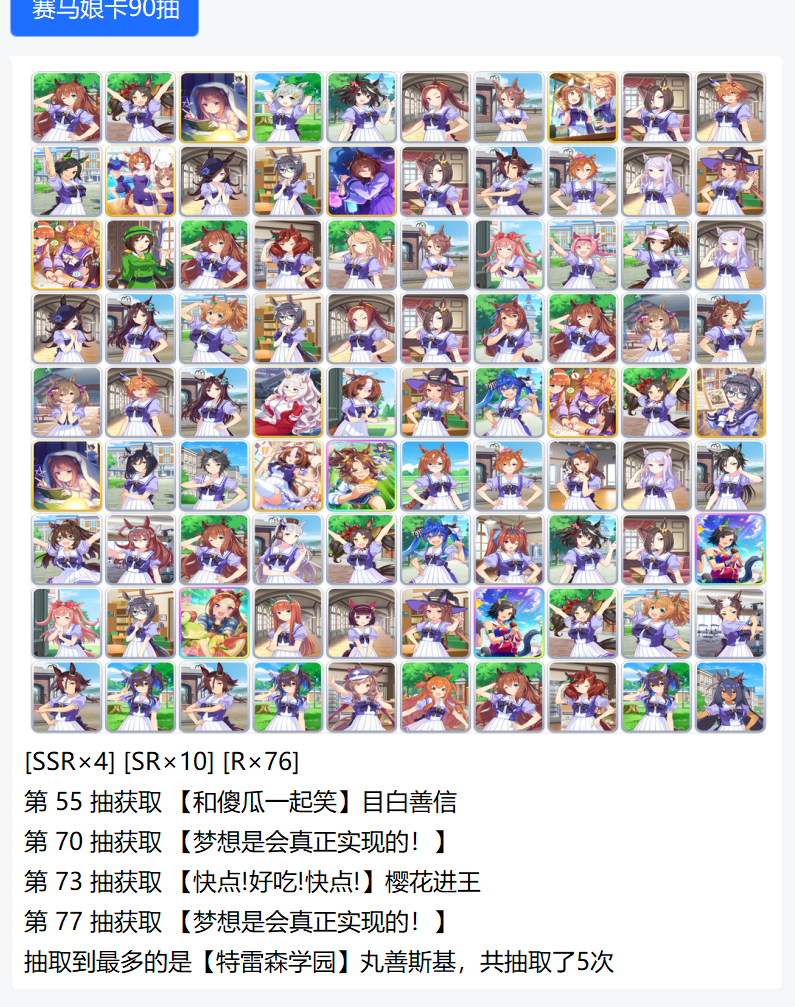 赛马娘卡90抽
[SSR×4] [SR×10] [R×76]
第 55 抽获取 【和傻瓜一起笑】目白善信
第 70 抽获取 【梦想是会真正实现的！】
第 73 抽获取 【快点!好吃!快点!】樱花进王
第 77 抽获取 【梦想是会真正实现的！】
抽取到最多的是【特雷森学园】丸善斯基，共抽取了5次